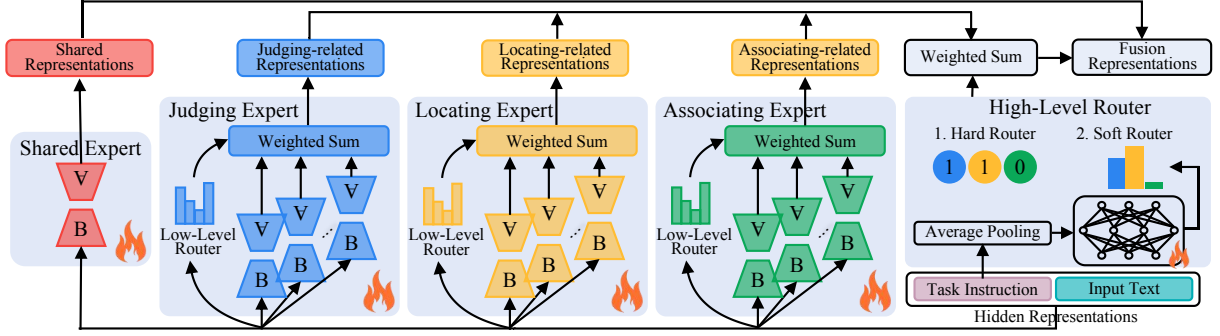 Shared
Representations
Judging-related
Representations
Locating-related
Representations
Associating-related
Representations
Weighted Sum
Fusion
Representations
Shared Expert
∀
B
Judging Expert
Weighted Sum
Low-Level
Router
∀
∀
∀
B
B
B
Locating Expert
Weighted Sum
Low-Level
Router
∀
∀
∀
B
B
B
Associating Expert
Weighted Sum
Low-Level
Router
∀
∀
∀
B
B
B
High-Level Router
1. Hard Router
1 1 0
2. Soft Router
Average Pooling
Task Instruction
Input Text
Hidden Representations